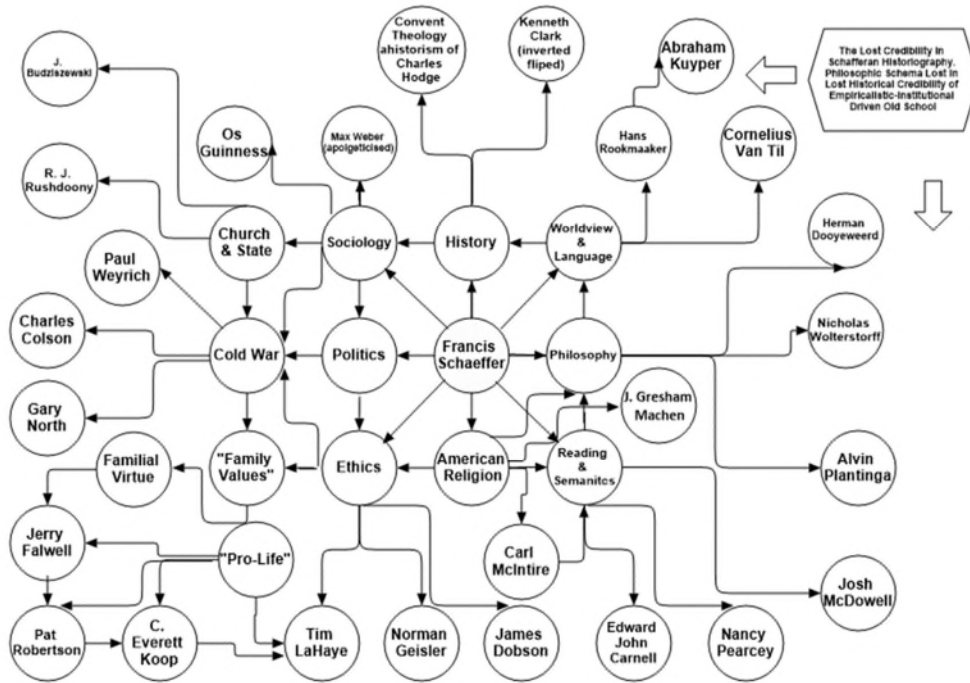 J.
Budziszewski
Convent
Theology
ahistorism of
Charles
Hodge
Kenneth
Clark
(inverted
fliped)
Abraham
Kuyper
The Lost Credibility in
Schafferan Historiography.
Philosophic Schema Lost in
Lost Historical Credibility of
Empiricalistic-Institutional
Driven Old School
Os
Guinness
Max Weber
(apolgeticised)
Hans
Rookmaaker
Cornelius
Van Til
R. J.
Rushdoony
Church
& State
Sociology
History
Worldview
&
Language
Herman
Dooyeweerd
Paul
Weyrich
Charles
Colson
Cold War
Politics
Francis
Schaeffer
Philosophy
Nicholas
Wolterstorff
Gary
North
J. Gresham
Machen
Familial
Virtue
"Family
Values"
Ethics
American
Religion
Reading
&
Semanitcs
Alvin
Plantinga
Jerry
Falwell
"Pro-Life"
Carl
McIntire
Josh
McDowell
Pat
Robertson
C.
Everett
Koop
Tim
LaHaye
Norman
Geisler
James
Dobson
Edward
John
Carnell
Nancy
Pearcey